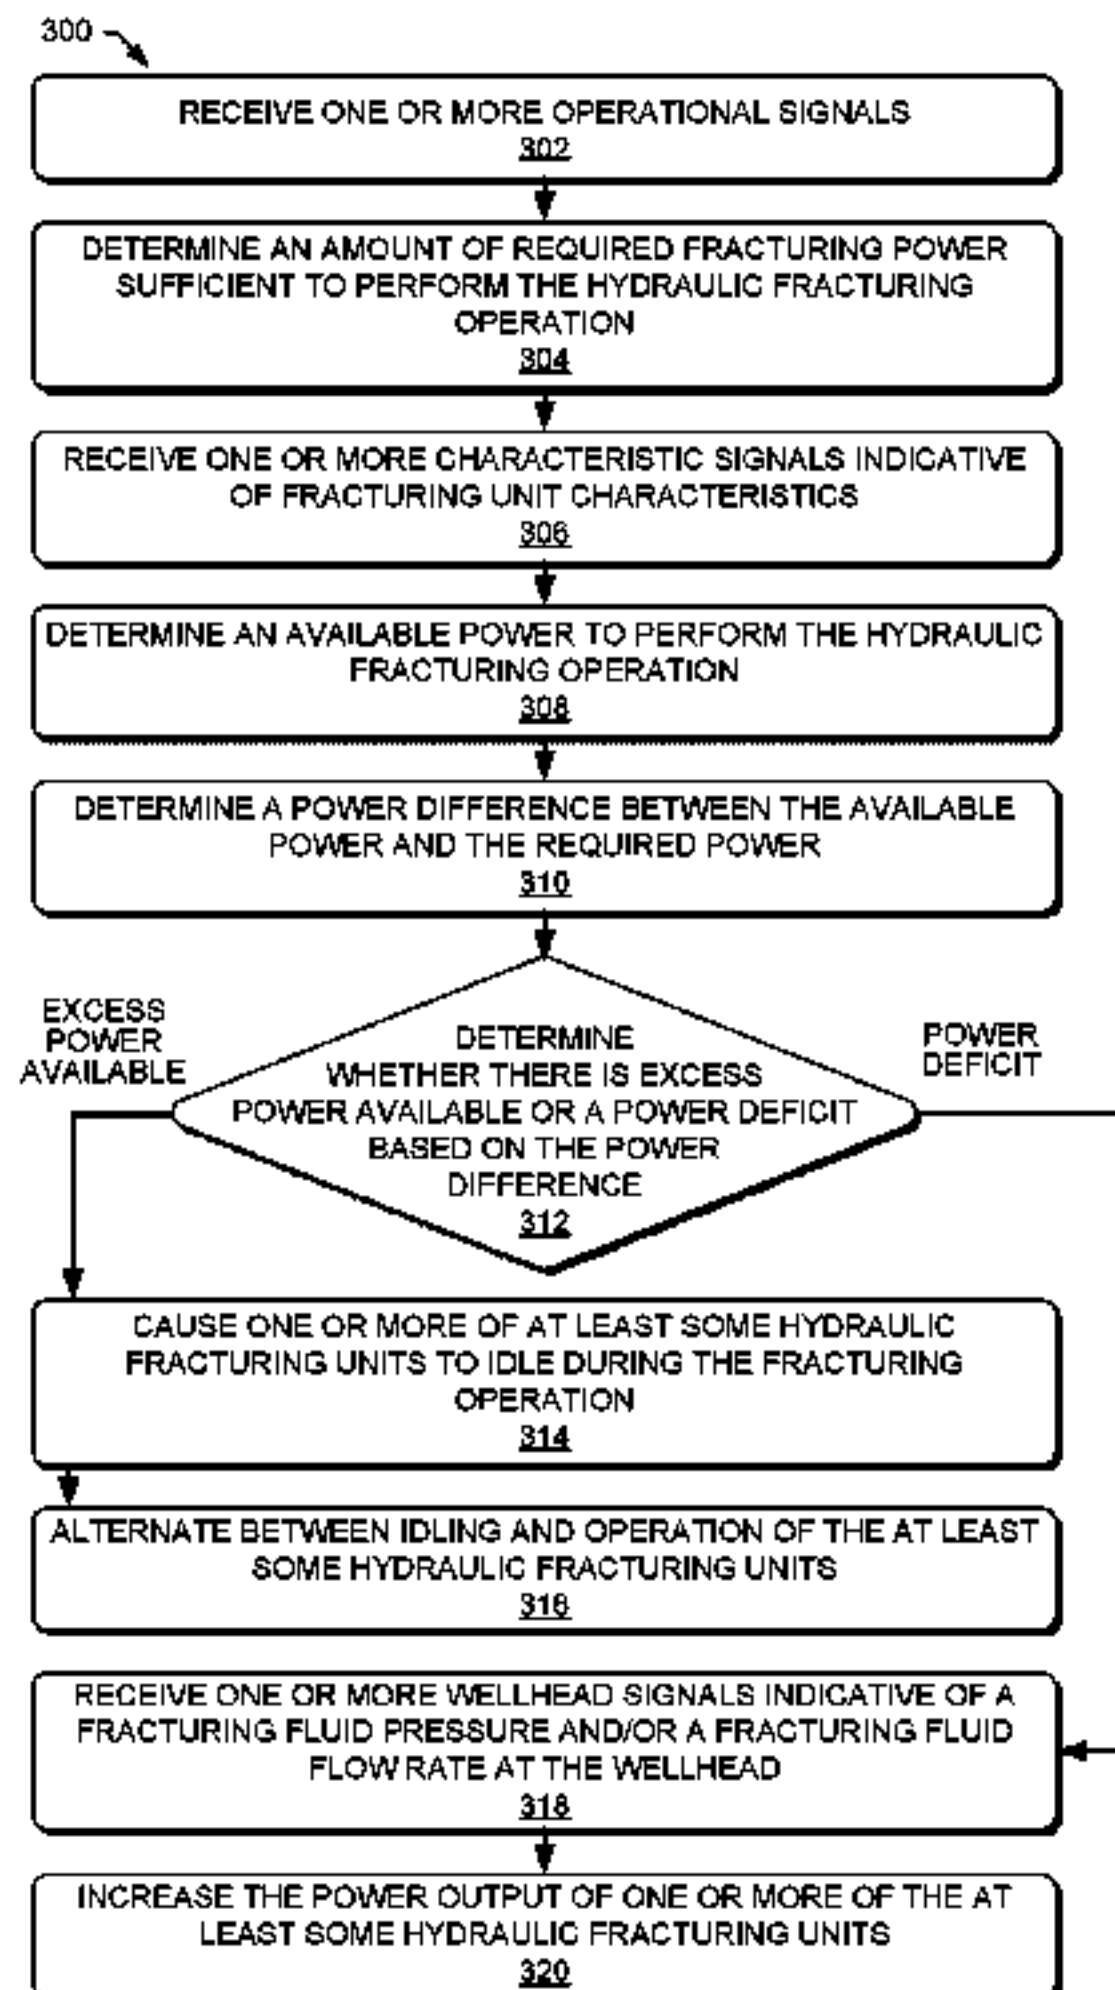 300
RECEIVE ONE OR MORE OPERATIONAL SIGNALS
302
DETERMINE AN AMOUNT OF REQUIRED FRACTURING POWER
SUFFICIENT TO PERFORM THE HYDRAULIC FRACTURING
OPERATION
304
RECEIVE ONE OR MORE CHARACTERISTIC SIGNALS INDICATIVE
OF FRACTURING UNIT CHARACTERISTICS
306
DETERMINE AN AVAILABLE POWER TO PERFORM THE HYDRAULIC
FRACTURING OPERATION
308
DETERMINE A POWER DIFFERENCE BETWEEN THE AVAILABLE
POWER AND THE REQUIRED POWER
310
EXCESS
POWER
AVAILABLE
DETERMINE
WHETHER THERE IS EXCESS
POWER AVAILABLE OR A POWER DEFICIT
BASED ON THE POWER
DIFFERENCE
312
POWER
DEFICIT
CAUSE ONE OR MORE OF AT LEAST SOME HYDRAULIC
FRACTURING UNITS TO IDLE DURING THE FRACTURING
OPERATION
314
ALTERNATE BETWEEN IDLING AND OPERATION OF THE AT LEAST
SOME HYDRAULIC FRACTURING UNITS
316
RECEIVE ONE OR MORE WELLHEAD SIGNALS INDICATIVE OF A
FRACTURING FLUID PRESSURE AND/OR A FRACTURING FLUID
FLOW RATE AT THE WELLHEAD
318
INCREASE THE POWER OUTPUT OF ONE OR MORE OF THE AT
LEAST SOME HYDRAULIC FRACTURING UNITS
320